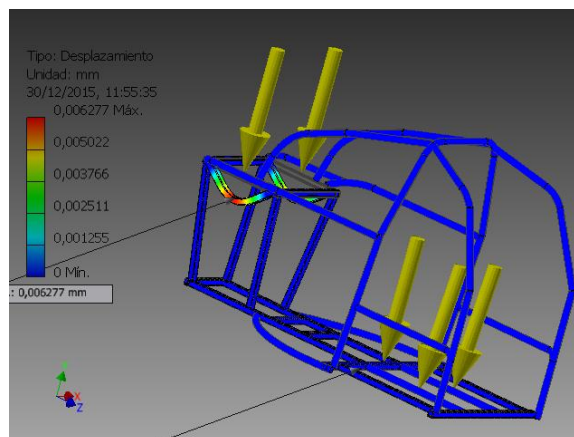 Tipo: Desplazamiento
Unidad: mm
30/12/2015, 11:55:35
0,006277 Máx.
0,005022
0,003766
0,002511
0,001255
0 Mín.
.: 0,006277 mm
X
Z